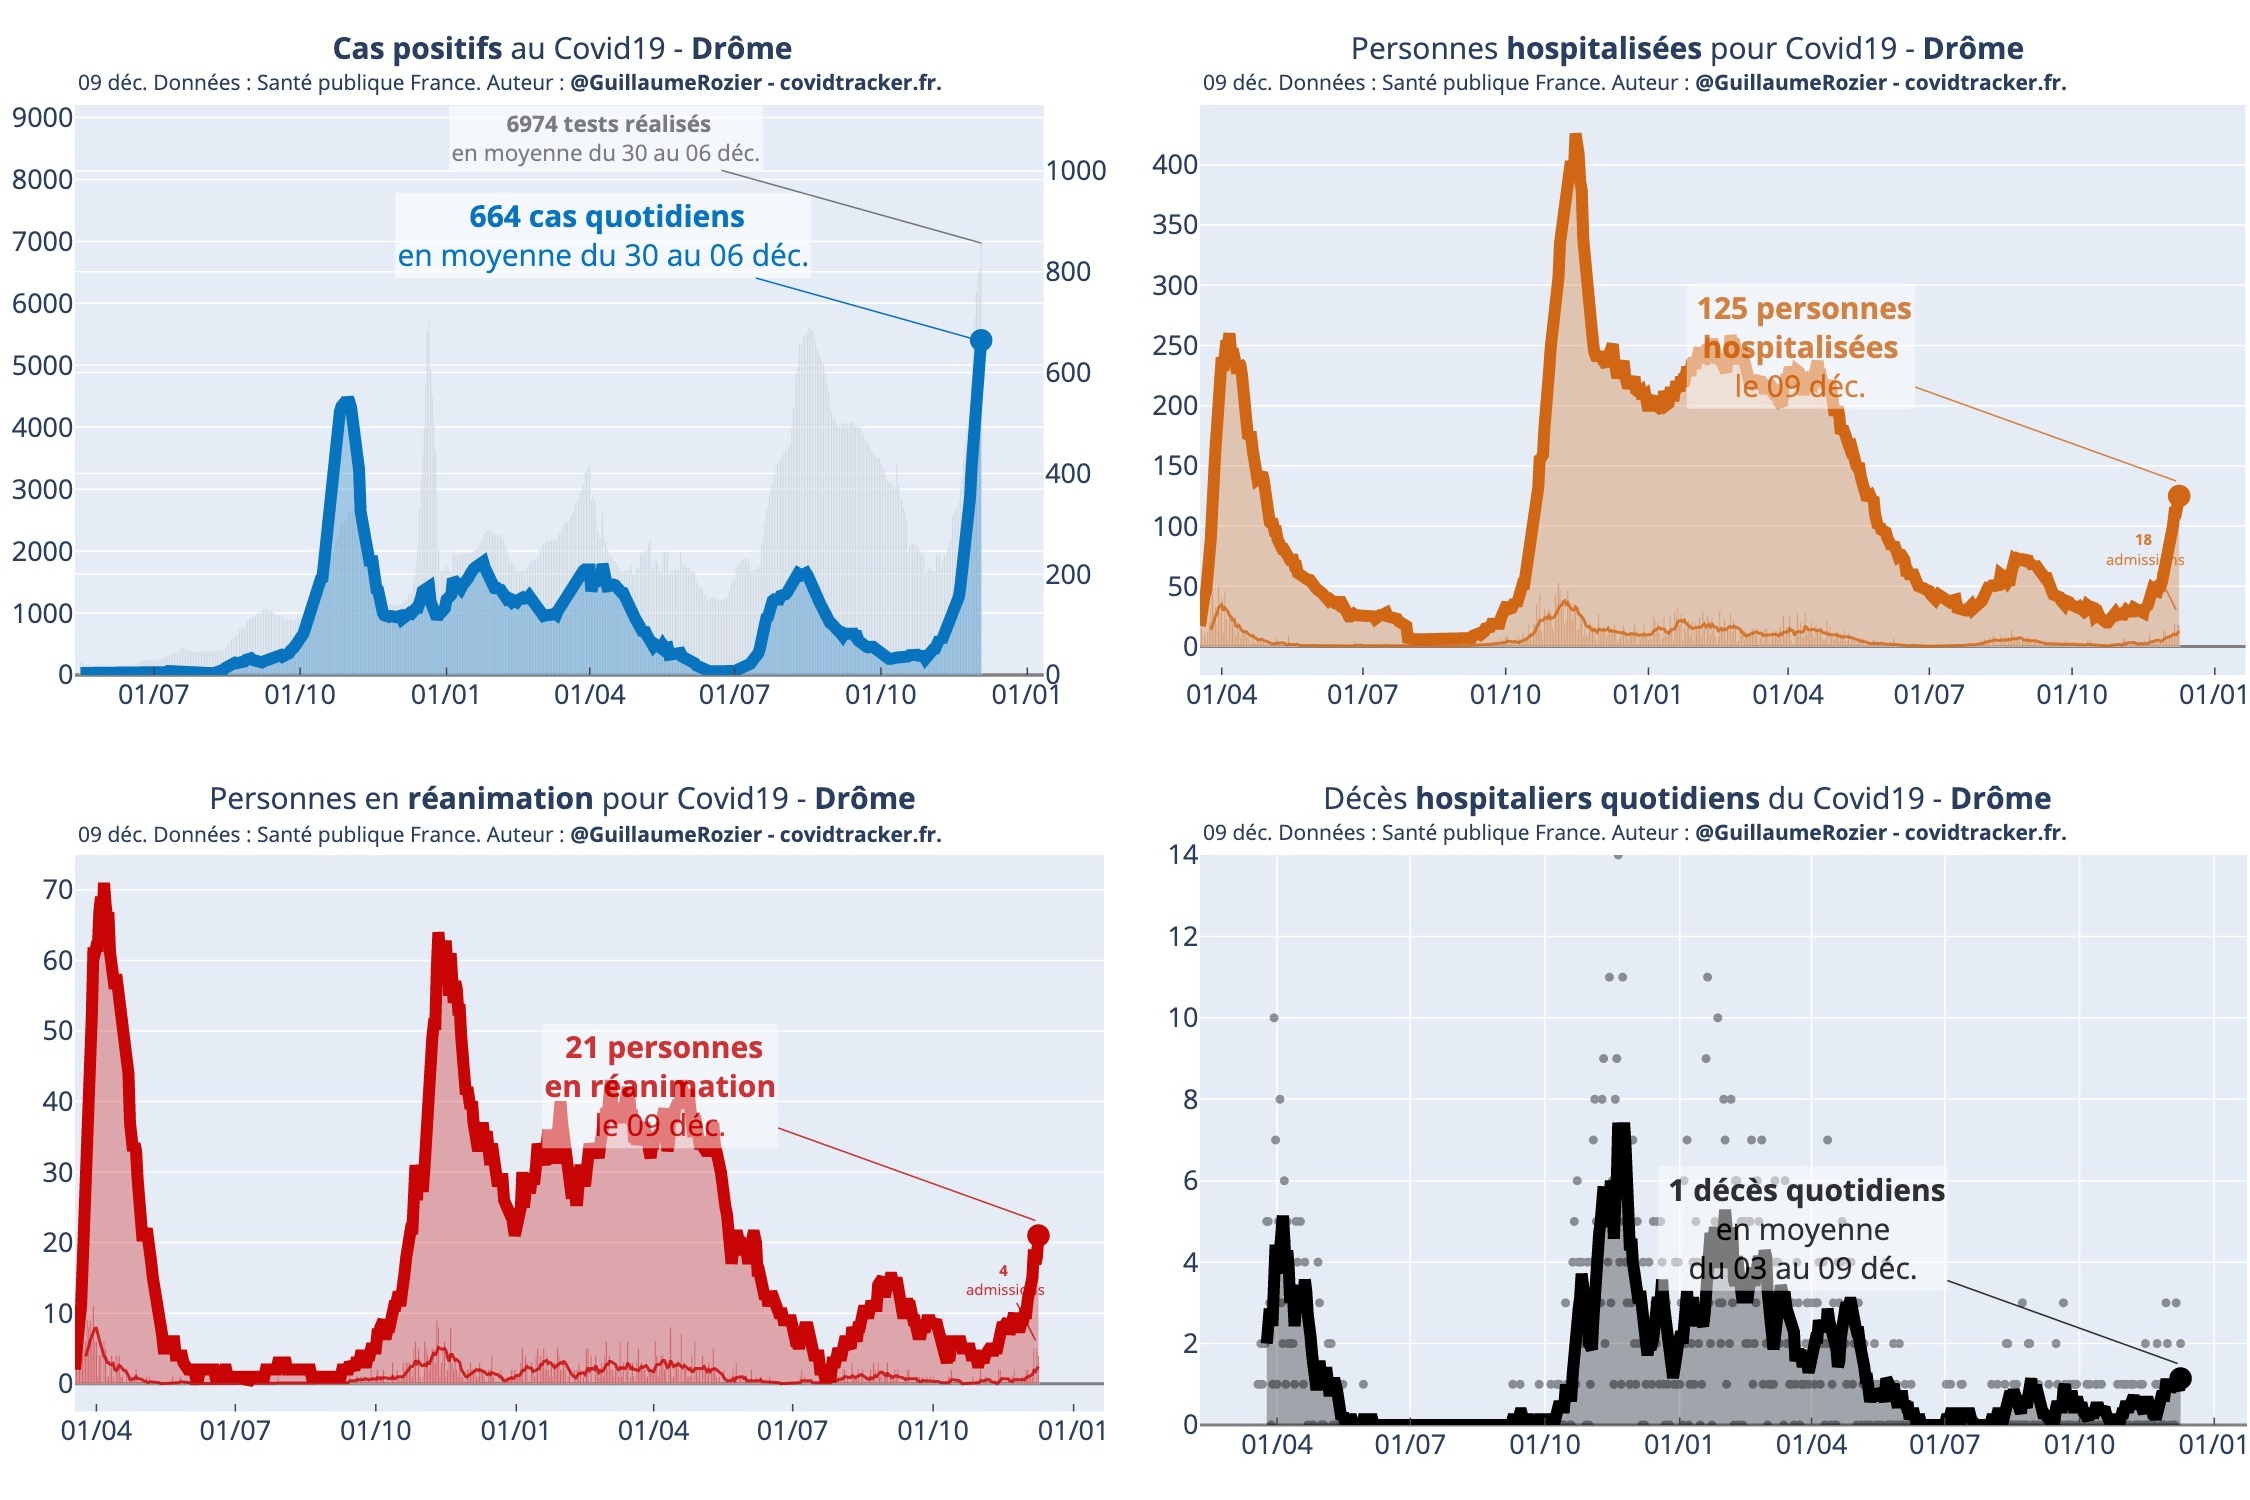 Cas positifs au Covid19 - Drôme
09 déc. Données : Santé publique France. Auteur : @GuillaumeRozier - covidtracker.fr.
9000
8000
7000
6000
5000
4000
3000
2000
1000
0
6974 tests réalisés
en moyenne du 30 au 06 déc.
664 cas quotidiens
en moyenne du 30 au 06 déc.
1000
800
600
400
200
0
01/07 01/10 01/01 01/04 01/07 01/10 01/01
Personnes hospitalisées pour Covid19 - Drôme
09 déc. Données : Santé publique France. Auteur : @GuillaumeRozier - covidtracker.fr.
400
350
300
250
200
150
100
50
0
125 personnes
hospitalisées
le 09 déc.
18
admissions
01/04 01/07 01/10 01/01 01/04 01/07 01/10 01/01
Personnes en réanimation pour Covid19 - Drôme
09 déc. Données : Santé publique France. Auteur : @GuillaumeRozier - covidtracker.fr.
70
60
50
40
30
20
10
0
21 personnes
en réanimation
le 09 déc.
4
admissions
01/04 01/07 01/10 01/01 01/04 01/07 01/10 01/01
Décès hospitaliers quotidiens du Covid19 - Drôme
09 déc. Données : Santé publique France. Auteur : @GuillaumeRozier - covidtracker.fr.
14
12
10
8
6
4
2
0
1 décès quotidiens
en moyenne
du 03 au 09 déc.
01/04 01/07 01/10 01/01 01/04 01/07 01/10 01/01